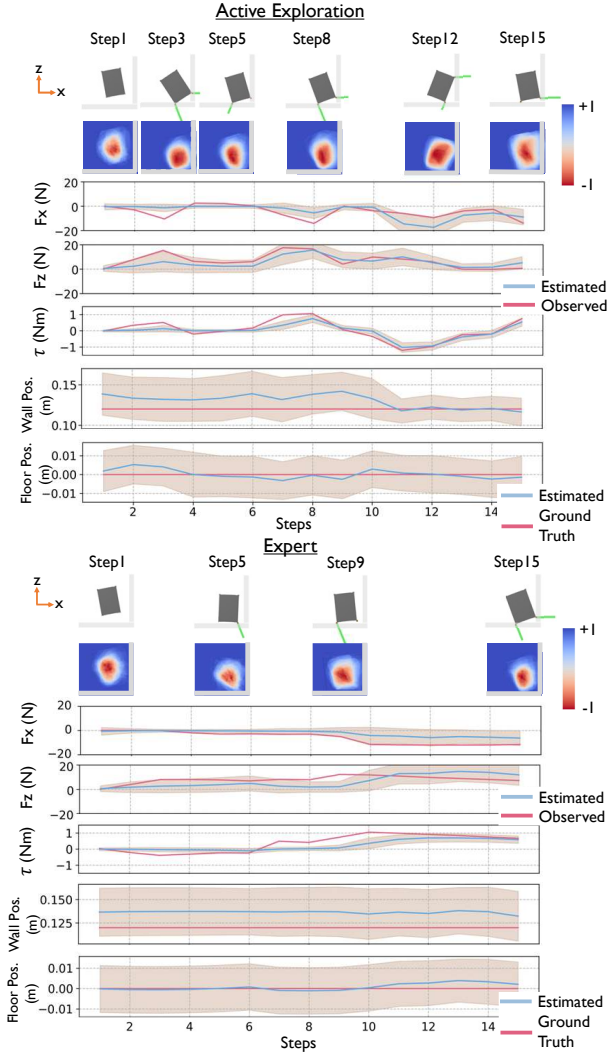 Active Exploration
Step1 Step3 Step5 Step8 Step12 Step15
z
x
+1
-1
Fx (N)
20
0
−20
Fz (N)
20
0
−20
Estimated
Observed
τ (Nm)
1
0
−1
Wall Pos.
(m)
0.15
0.10
Floor Pos.
(m)
0.01
0.00
−0.01
2 4 6 8 10 12 14
Steps
Estimated
Ground
Truth
Expert
Step1 Step5 Step9 Step15
z
x
+1
-1
Fx (N)
20
0
−20
Fz (N)
20
0
−20
Estimated
Observed
τ (Nm)
1
0
−1
Wall Pos.
(m)
0.150
0.125
Floor Pos.
(m)
0.01
0.00
−0.01
2 4 6 8 10 12 14
Steps
Estimated
Ground
Truth